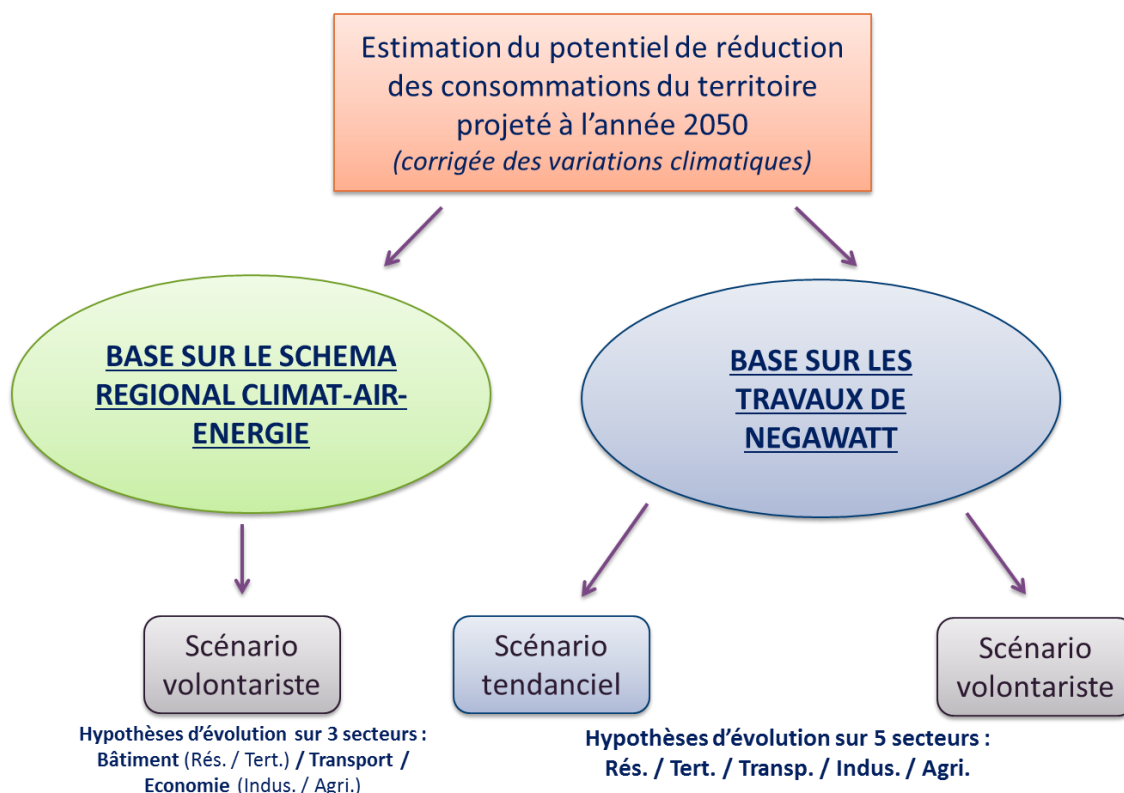 Estimation du potentiel de réduction
des consommations du territoire
projeté à l'année 2050
(corrigée des variations climatiques)
BASE SUR LE SCHEMA
REGIONAL CLIMAT-AIR-
ENERGIE
BASE SUR LES
TRAVAUX DE
NEGAWATT
Scénario
volontariste
Scénario
tendanciel
Scénario
volontariste
Hypothèses d'évolution sur 3 secteurs :
Bâtiment (Rés. / Tert.) / Transport /
Economie (Indus. / Agri.)
Hypothèses d'évolution sur 5 secteurs :
Rés. / Tert. / Transp. / Indus. / Agri.